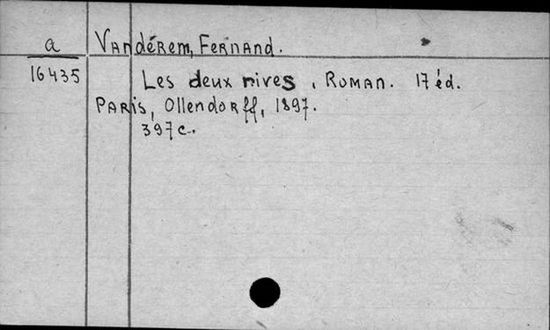 a
16435
Vandérem, Fernand.
Les deux rives, Roman. 17 éd.
Paris, Ollendorff, 1897.
397 c.